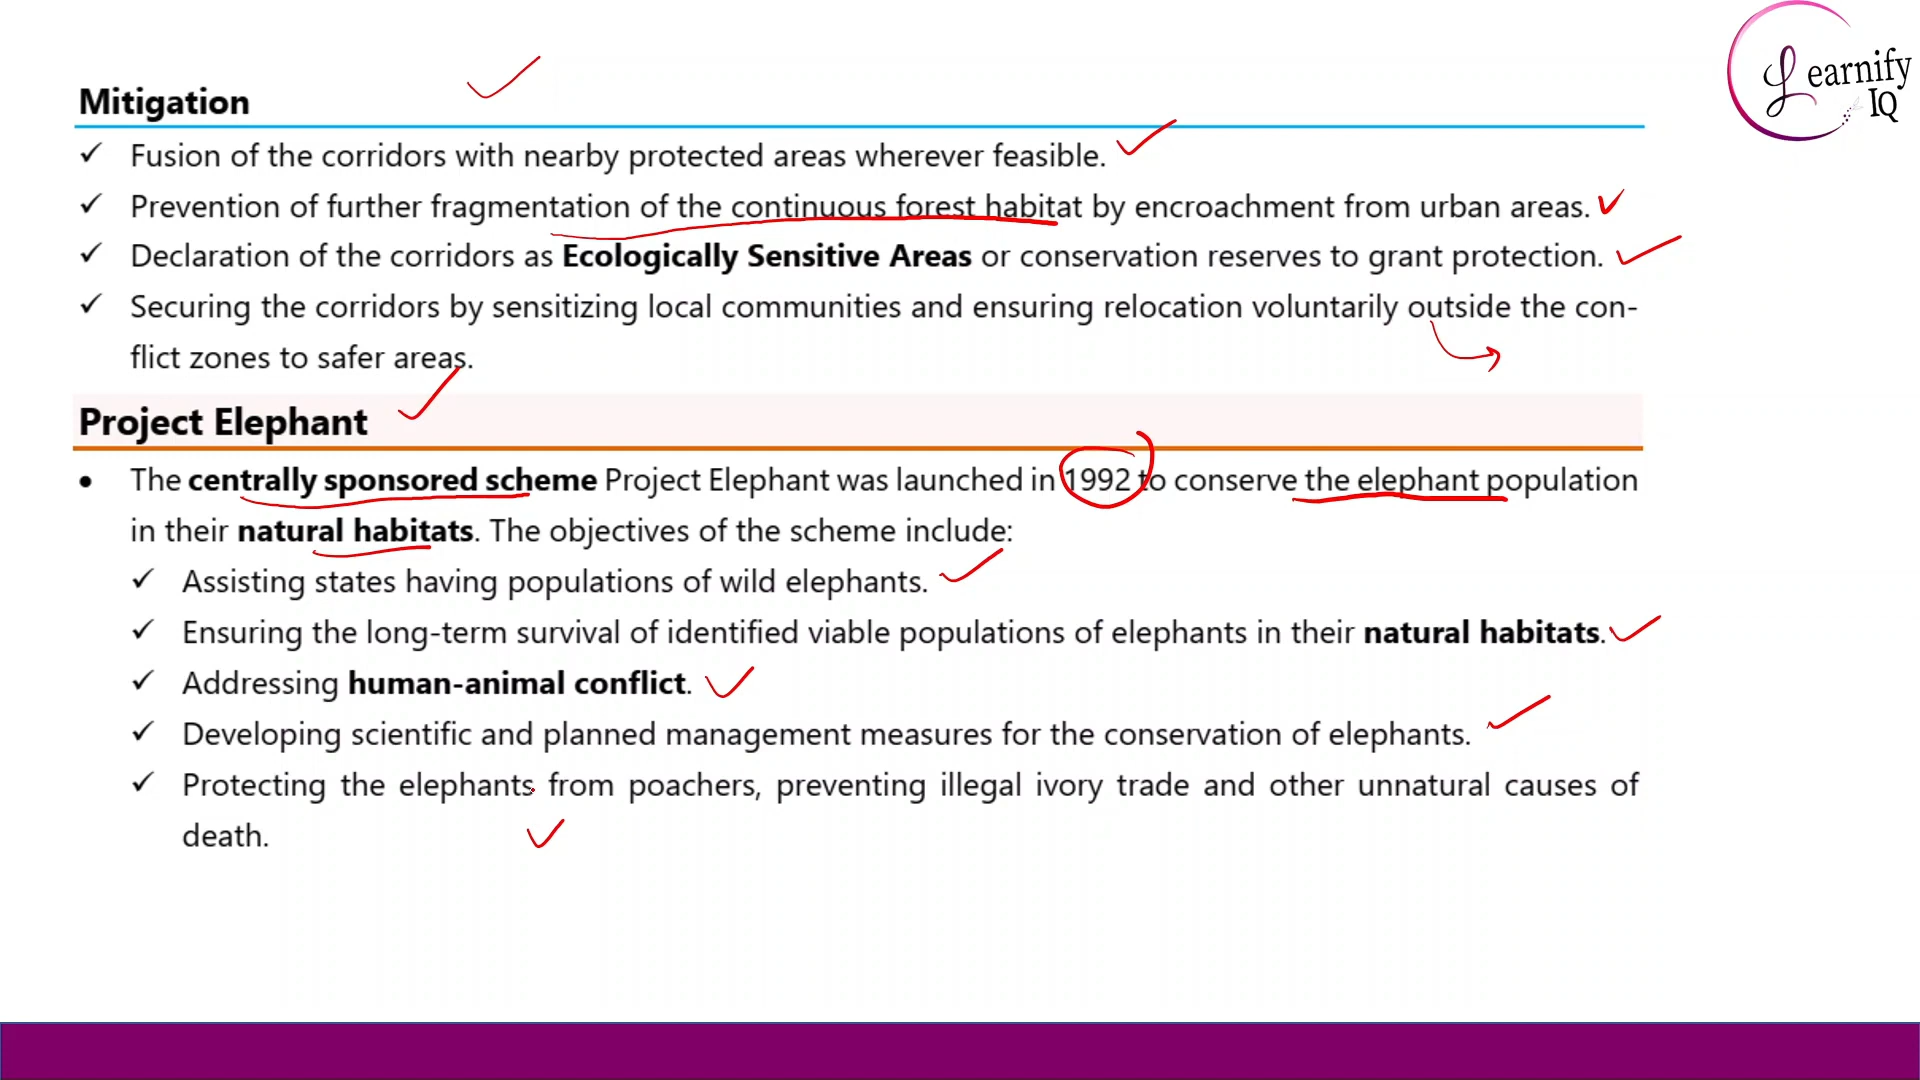 Learnify
IQ
Mitigation
✓ Fusion of the corridors with nearby protected areas wherever feasible.
✓ Prevention of further fragmentation of the continuous forest habitat by encroachment from urban areas.
✓ Declaration of the corridors as Ecologically Sensitive Areas or conservation reserves to grant protection.
✓ Securing the corridors by sensitizing local communities and ensuring relocation voluntarily outside the con-
flict zones to safer areas.
Project Elephant
• The centrally sponsored scheme Project Elephant was launched in 1992 to conserve the elephant population
in their natural habitats. The objectives of the scheme include:
✓ Assisting states having populations of wild elephants.
✓ Ensuring the long-term survival of identified viable populations of elephants in their natural habitats.
✓ Addressing human-animal conflict.
✓ Developing scientific and planned management measures for the conservation of elephants.
✓ Protecting the elephants from poachers, preventing illegal ivory trade and other unnatural causes of
death.